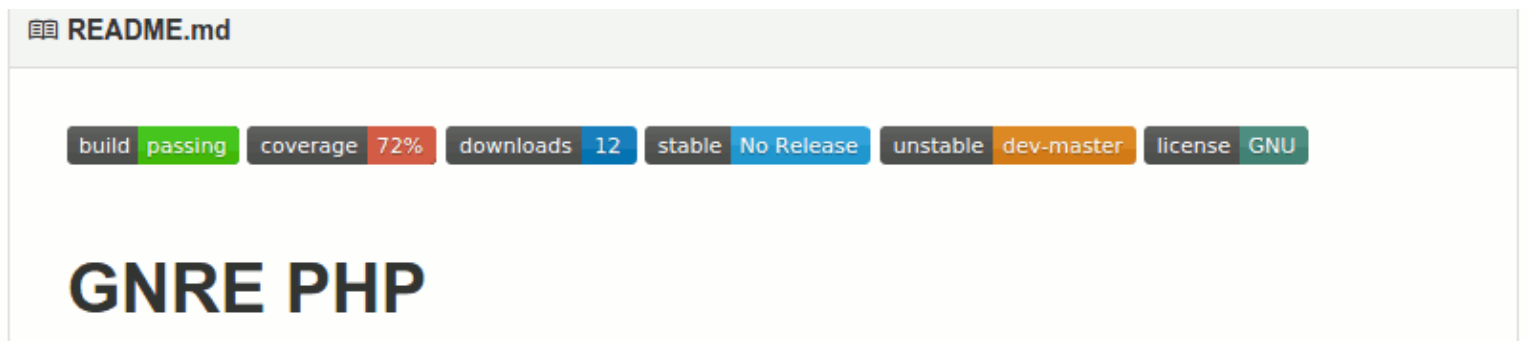 README.md
build passing coverage 72% downloads 12 stable No Release unstable dev-master license GNU
GNRE PHP